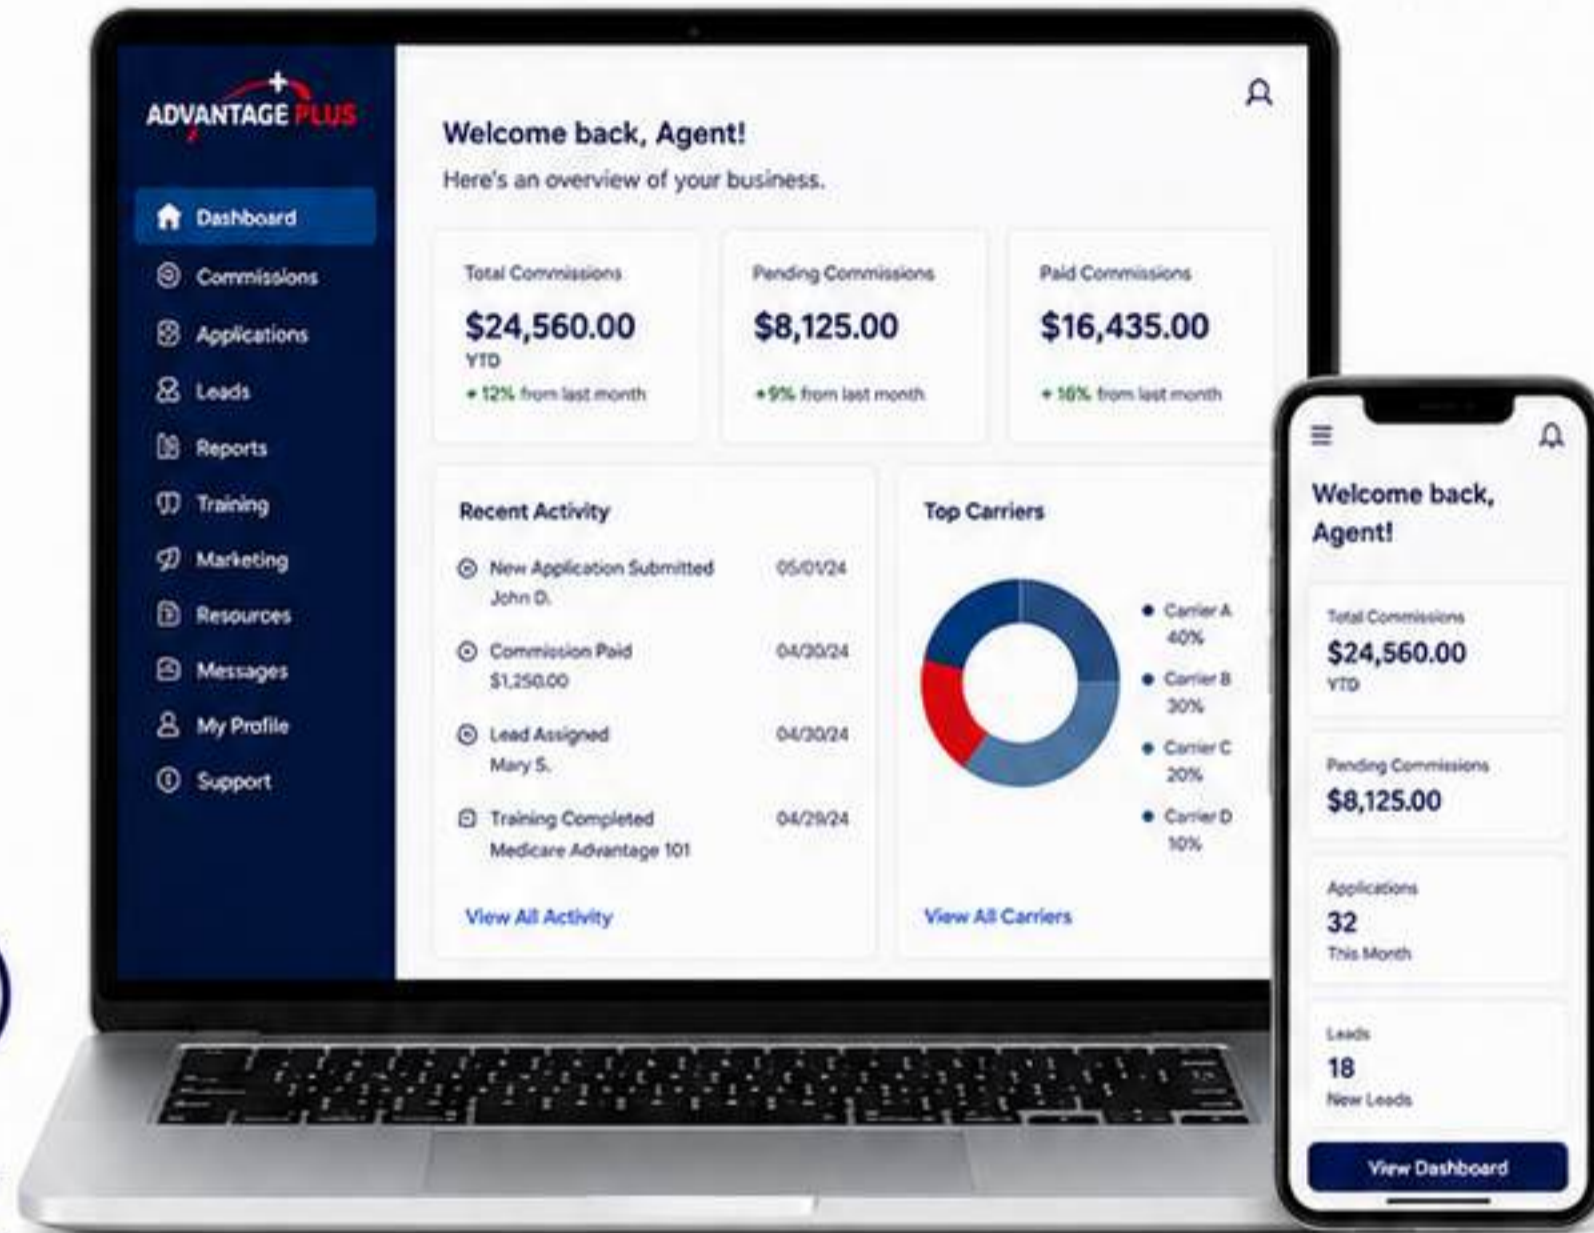 ADVANTAGE PLUS
Dashboard
Commissions
Applications
Leads
Reports
Training
Marketing
Resources
Messages
My Profile
Support
Welcome back, Agent!
Here's an overview of your business.
Total Commissions
$24,560.00
YTD
+ 12% from last month
Pending Commissions
$8,125.00
+ 9% from last month
Paid Commissions
$16,435.00
+ 16% from last month
Recent Activity
New Application Submitted 05/01/24
John D.
Commission Paid 04/30/24
$1,250.00
Lead Assigned 04/30/24
Mary S.
Training Completed 04/29/24
Medicare Advantage 101
View All Activity
Top Carriers
Carrier A
40%
Carrier B
30%
Carrier C
20%
Carrier D
10%
View All Carriers
Welcome back,
Agent!
Total Commissions
$24,560.00
YTD
Pending Commissions
$8,125.00
Applications
32
This Month
Leads
18
New Leads
View Dashboard